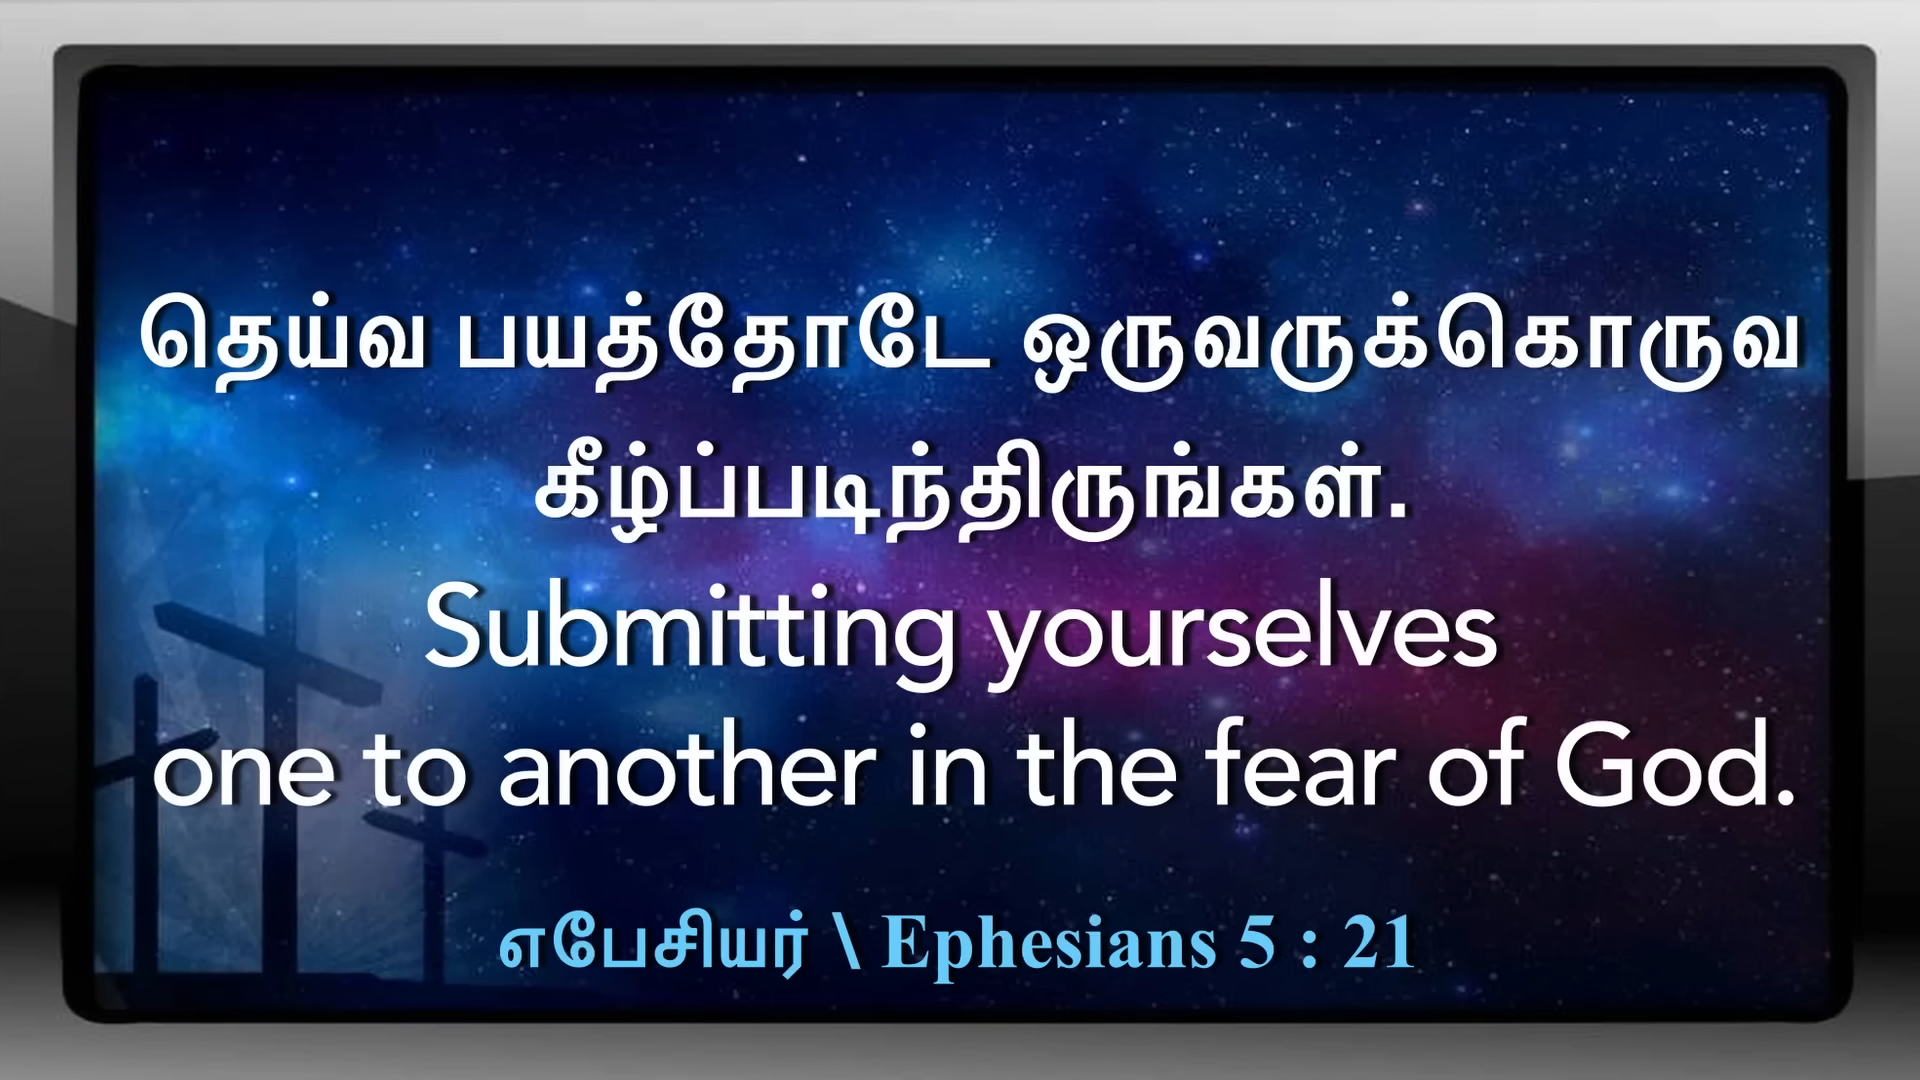 தெய்வ பயத்தோடே ஒருவருக்கொருவ
கீழ்ப்படிந்திருங்கள்.
Submitting yourselves
one to another in the fear of God.
எபேசியர் \ Ephesians 5 : 21